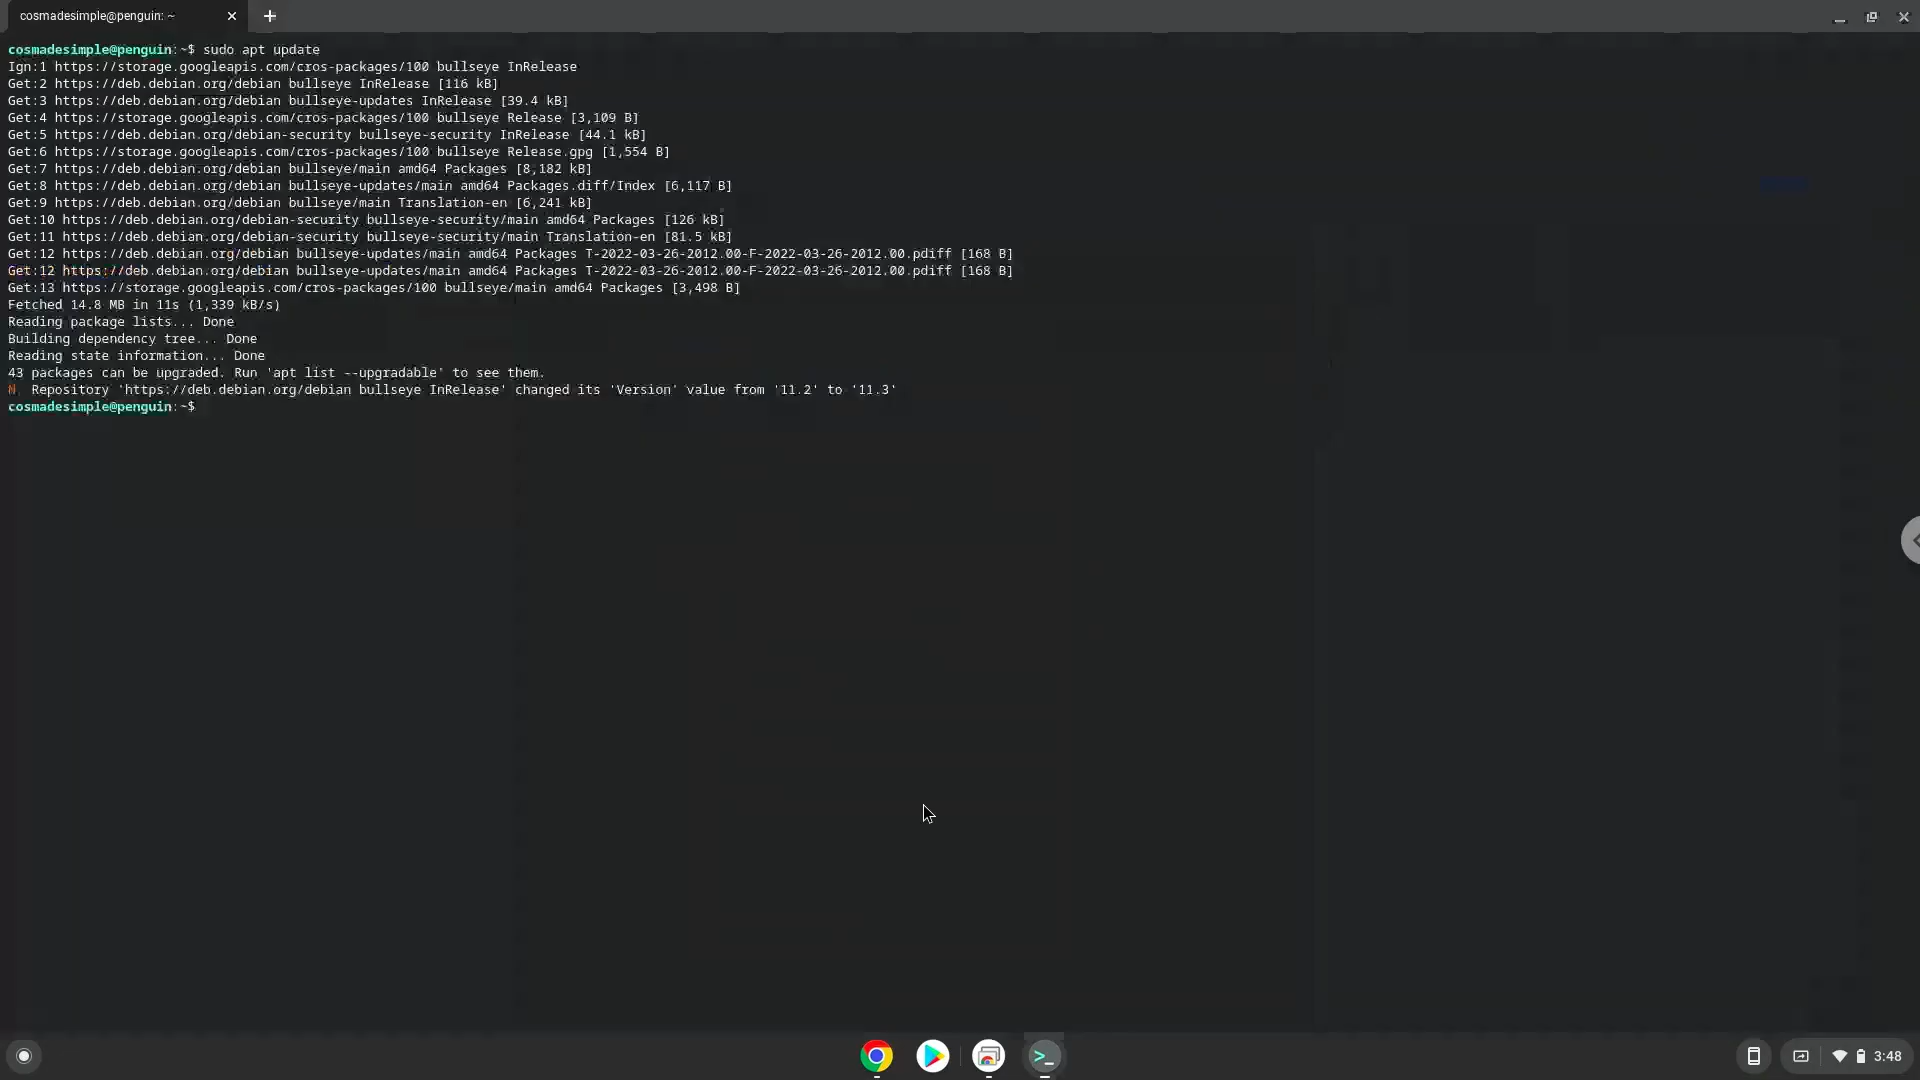 cosmadesimple@penguin: ~
cosmadesimple@penguin:~$ sudo apt update
Ign:1 https://storage.googleapis.com/cros-packages/100 bullseye InRelease
Get:2 https://deb.debian.org/debian bullseye InRelease [116 kB]
Get:3 https://deb.debian.org/debian bullseye-updates InRelease [39.4 kB]
Get:4 https://storage.googleapis.com/cros-packages/100 bullseye Release [3,109 B]
Get:5 https://deb.debian.org/debian-security bullseye-security InRelease [44.1 kB]
Get:6 https://storage.googleapis.com/cros-packages/100 bullseye Release.gpg [1,554 B]
Get:7 https://deb.debian.org/debian bullseye/main amd64 Packages [8,182 kB]
Get:8 https://deb.debian.org/debian bullseye-updates/main amd64 Packages.diff/Index [6,117 B]
Get:9 https://deb.debian.org/debian bullseye/main Translation-en [6,241 kB]
Get:10 https://deb.debian.org/debian-security bullseye-security/main amd64 Packages [126 kB]
Get:11 https://deb.debian.org/debian-security bullseye-security/main Translation-en [81.5 kB]
Get:12 https://deb.debian.org/debian bullseye-updates/main amd64 Packages T-2022-03-26-2012.00-F-2022-03-26-2012.00.pdiff [168 B]
Get:12 https://deb.debian.org/debian bullseye-updates/main amd64 Packages T-2022-03-26-2012.00-F-2022-03-26-2012.00.pdiff [168 B]
Get:13 https://storage.googleapis.com/cros-packages/100 bullseye/main amd64 Packages [3,498 B]
Fetched 14.8 MB in 11s (1,339 kB/s)
Reading package lists... Done
Building dependency tree... Done
Reading state information... Done
43 packages can be upgraded. Run 'apt list --upgradable' to see them.
N: Repository 'https://deb.debian.org/debian bullseye InRelease' changed its 'Version' value from '11.2' to '11.3'
cosmadesimple@penguin:~$
3:48